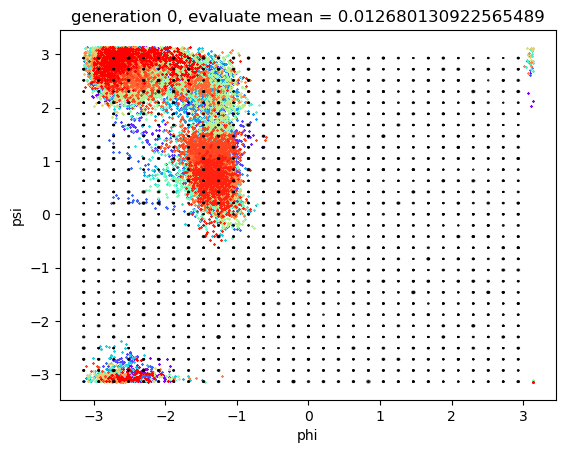 generation 0, evaluate mean = 0.012680130922565489
3
2
1
0
−1
−2
−3
psi
−3 −2 −1 0 1 2 3
phi